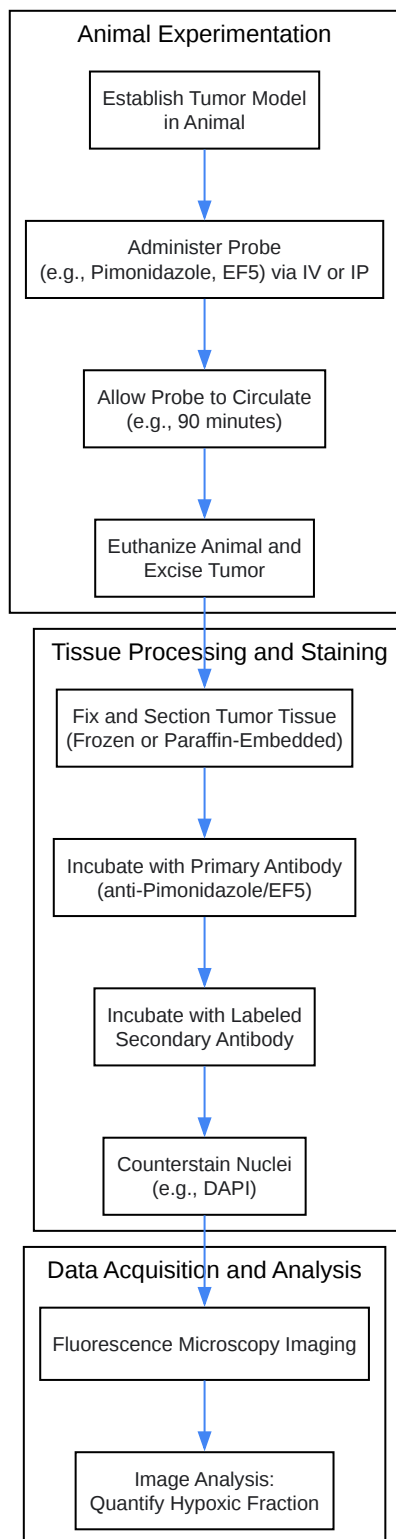 Animal Experimentation
Establish Tumor Model
in Animal
Administer Probe
(e.g., Pimonidazole, EF5) via IV or IP
Allow Probe to Circulate
(e.g., 90 minutes)
Euthanize Animal and
Excise Tumor
Tissue Processing and Staining
Fix and Section Tumor Tissue
(Frozen or Paraffin-Embedded)
Incubate with Primary Antibody
(anti-Pimonidazole/EF5)
Incubate with Labeled
Secondary Antibody
Counterstain Nuclei
(e.g., DAPI)
Data Acquisition and Analysis
Fluorescence Microscopy Imaging
Image Analysis:
Quantify Hypoxic Fraction